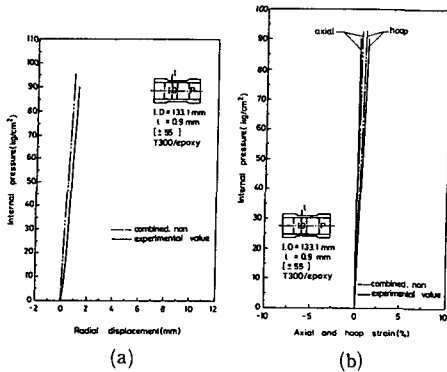 110
100
90
80
70
60
50
40
30
20
10
0
Internal pressure(kg/cm²)
t
I.D
P
I.D = 133.1 mm
t = 0.9 mm
[±55]
T300/epoxy
combined, non
experimental value
-2 0 2 4 6 8 10 12
Radial displacement(mm)
(a)
100
90
80
70
60
50
40
30
20
10
0
Internal pressure(kg/cm²)
axial
hoop
t
P
I.D = 133.1 mm
t = 0.9 mm
[±55]
T300/epoxy
combined, non
experimental value
-10 -5 0 5 10
Axial and hoop strain(%)
(b)